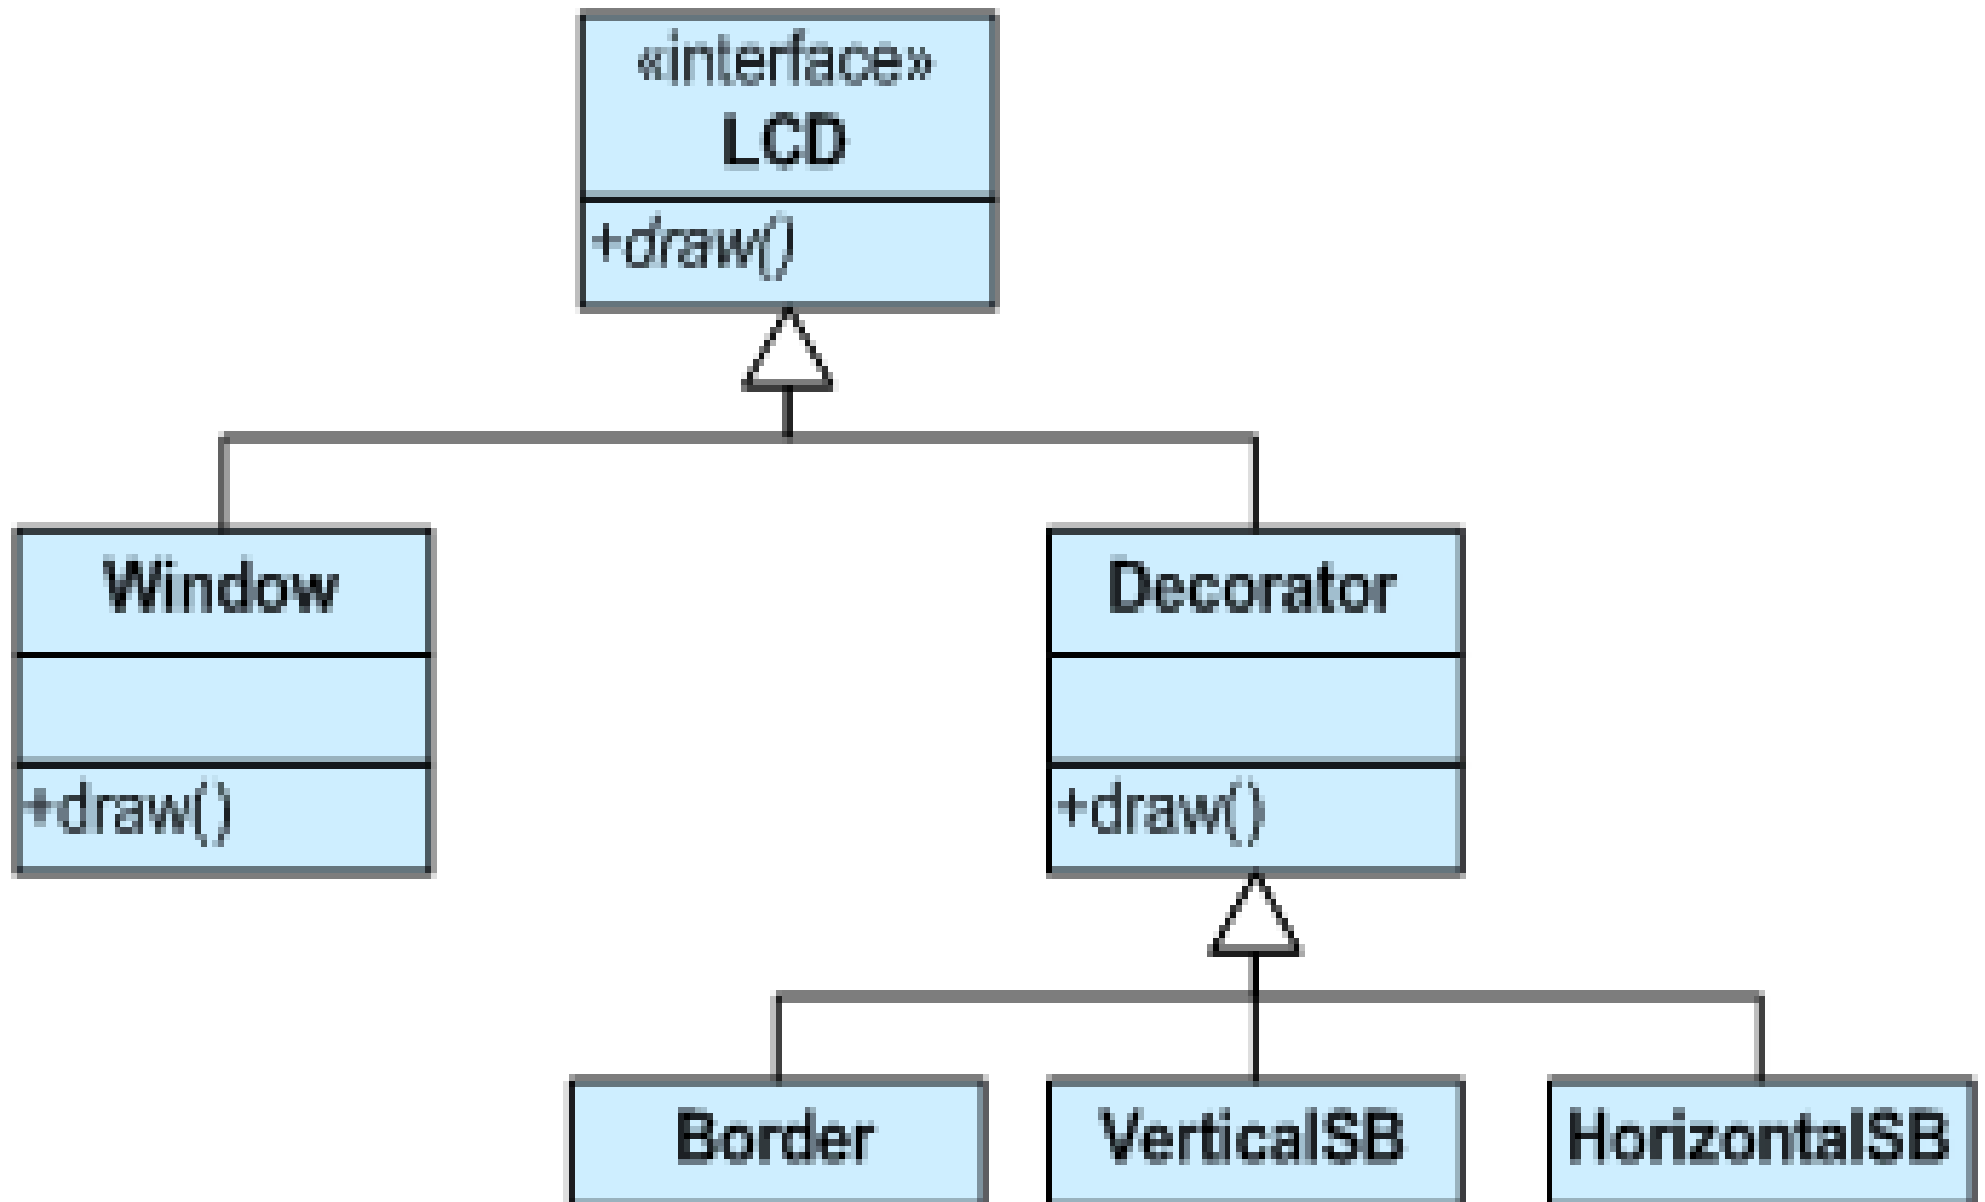 «interface»
LCD
+draw()
Window
+draw()
Decorator
+draw()
Border
VerticalSB
HorizontalSB